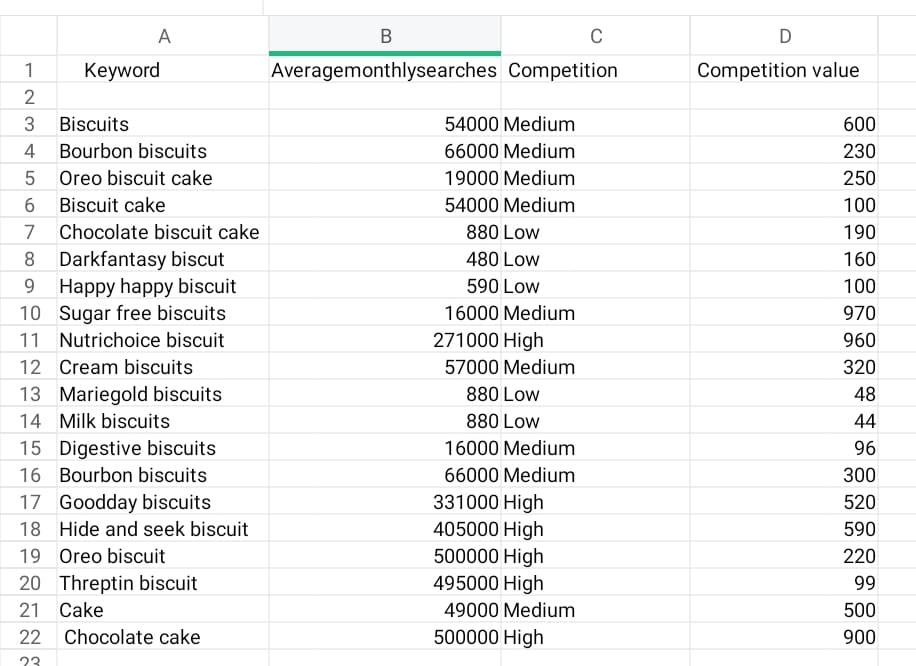 A B C D
1 Keyword Averagemonthlysearches Competition Competition value
2
3 Biscuits 54000 Medium 600
4 Bourbon biscuits 66000 Medium 230
5 Oreo biscuit cake 19000 Medium 250
6 Biscuit cake 54000 Medium 100
7 Chocolate biscuit cake 880 Low 190
8 Darkfantasy biscut 480 Low 160
9 Happy happy biscuit 590 Low 100
10 Sugar free biscuits 16000 Medium 970
11 Nutrichoice biscuit 271000 High 960
12 Cream biscuits 57000 Medium 320
13 Mariegold biscuits 880 Low 48
14 Milk biscuits 880 Low 44
15 Digestive biscuits 16000 Medium 96
16 Bourbon biscuits 66000 Medium 300
17 Goodday biscuits 331000 High 520
18 Hide and seek biscuit 405000 High 590
19 Oreo biscuit 500000 High 220
20 Threptin biscuit 495000 High 99
21 Cake 49000 Medium 500
22 Chocolate cake 500000 High 900
23